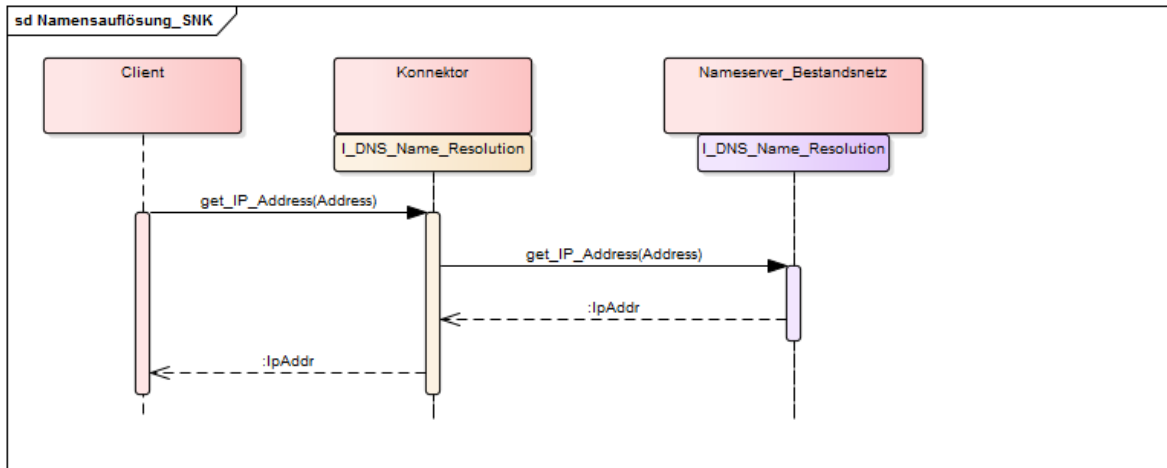 sd Namensauflösung_SNK
Client
Konnektor
Nameserver_Bestandsnetz
I_DNS_Name_Resolution
I_DNS_Name_Resolution
get_IP_Address(Address)
get_IP_Address(Address)
:IpAddr
:IpAddr